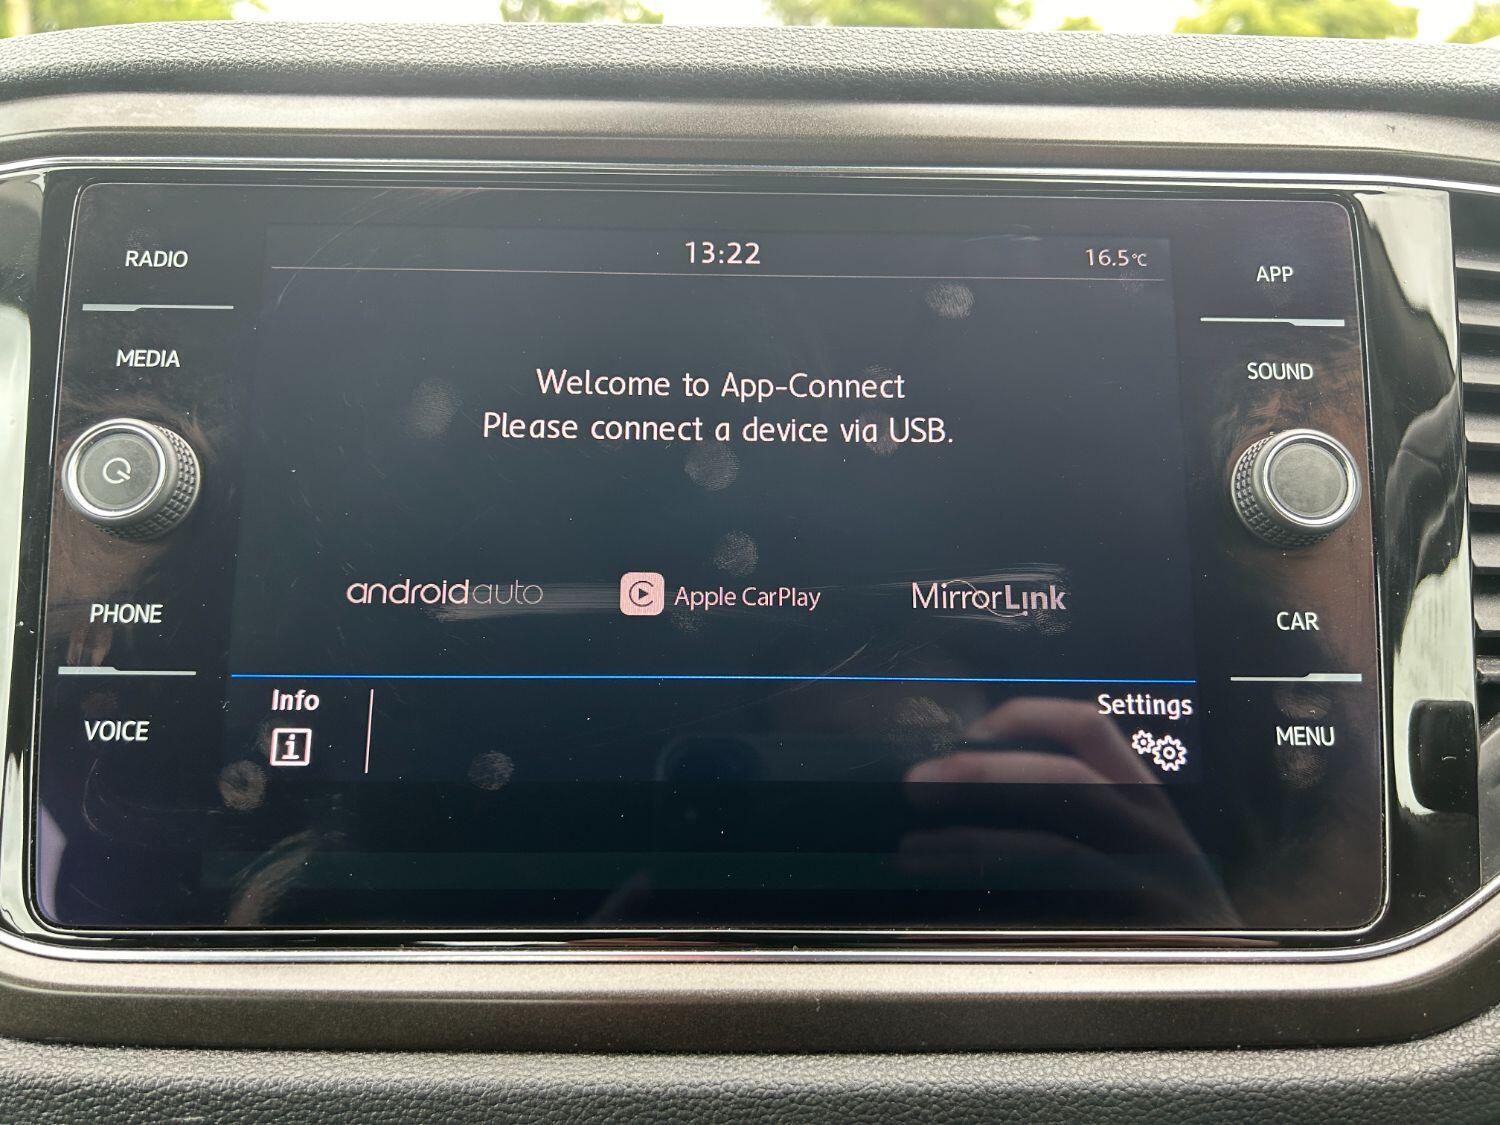 RADIO
MEDIA
PHONE
VOICE
13:22
16.5°C
Welcome to App-Connect
Please connect a device via USB.
androidauto
Apple CarPlay
MirrorLink
Info
Settings
APP
SOUND
CAR
MENU